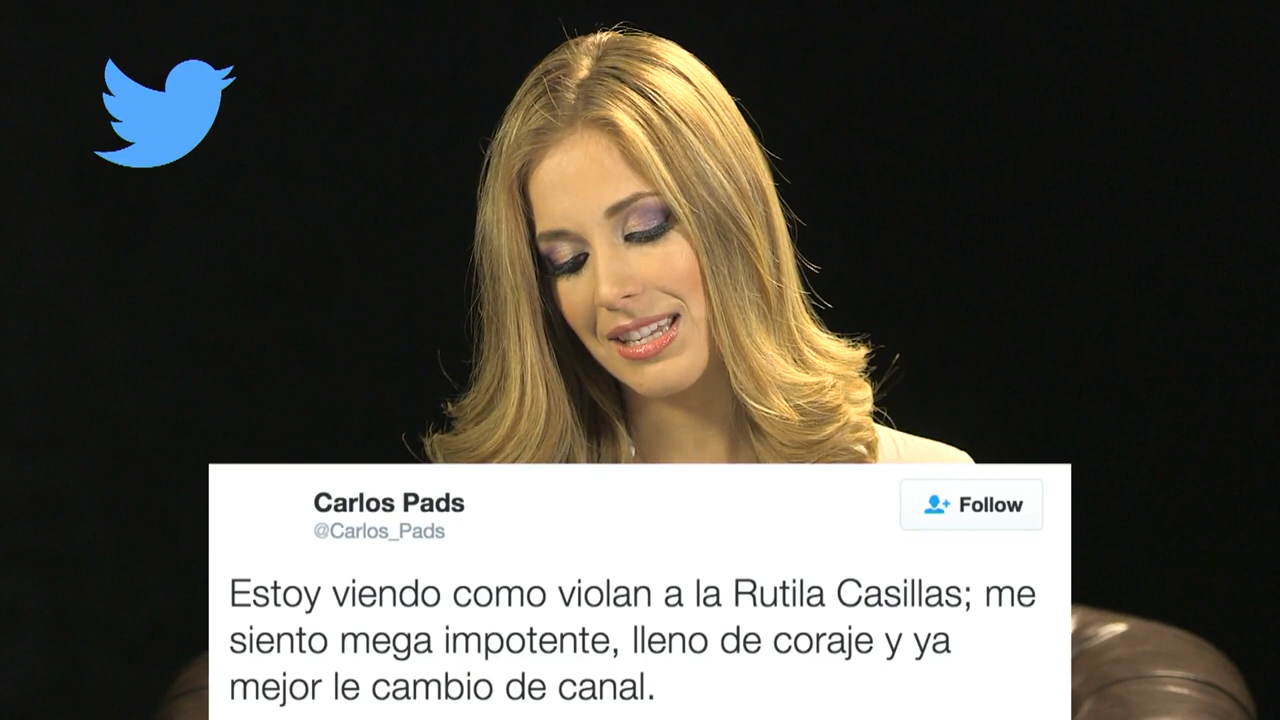 Carlos Pads
@Carlos_Pads
Follow
Estoy viendo como violan a la Rutila Casillas; me
siento mega impotente, lleno de coraje y ya
mejor le cambio de canal.